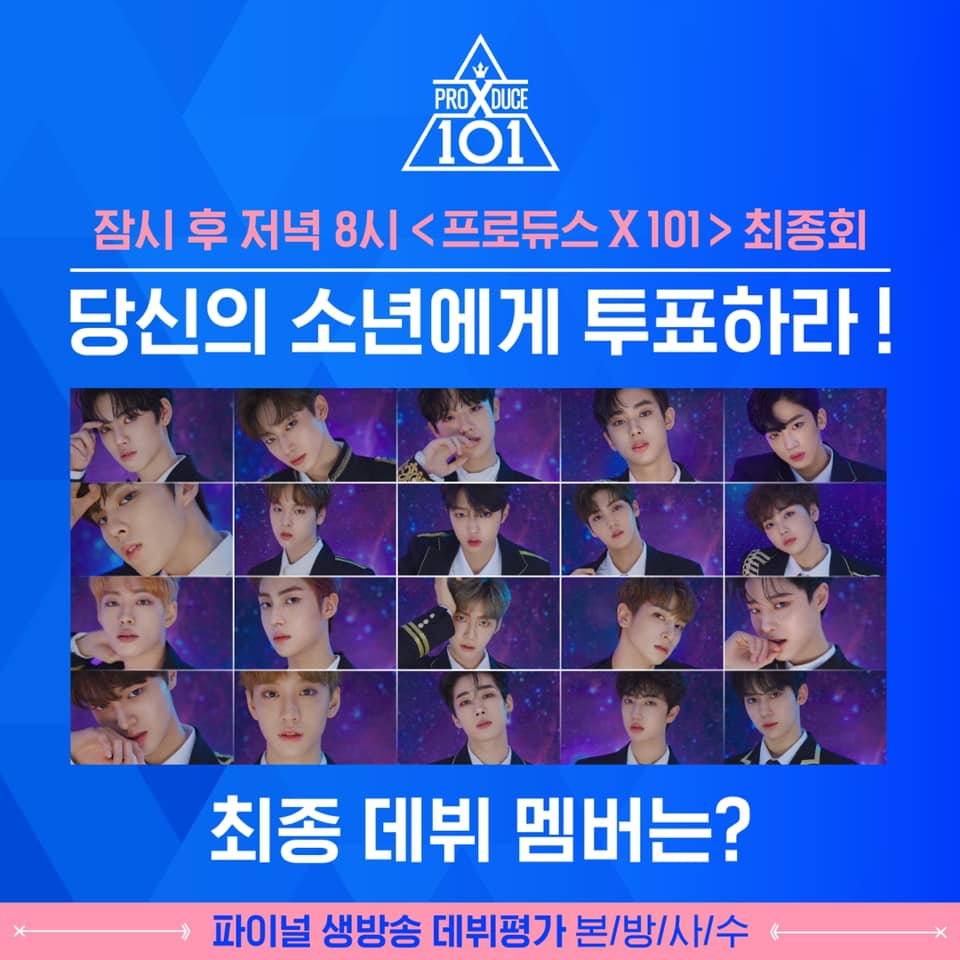 PRO X DUCE
101
잠시 후 저녁 8시 <프로듀스 X 101> 최종회
당신의 소년에게 투표하라!
최종 데뷔 멤버는?
파이널 생방송 데뷔평가 본/방/사/수